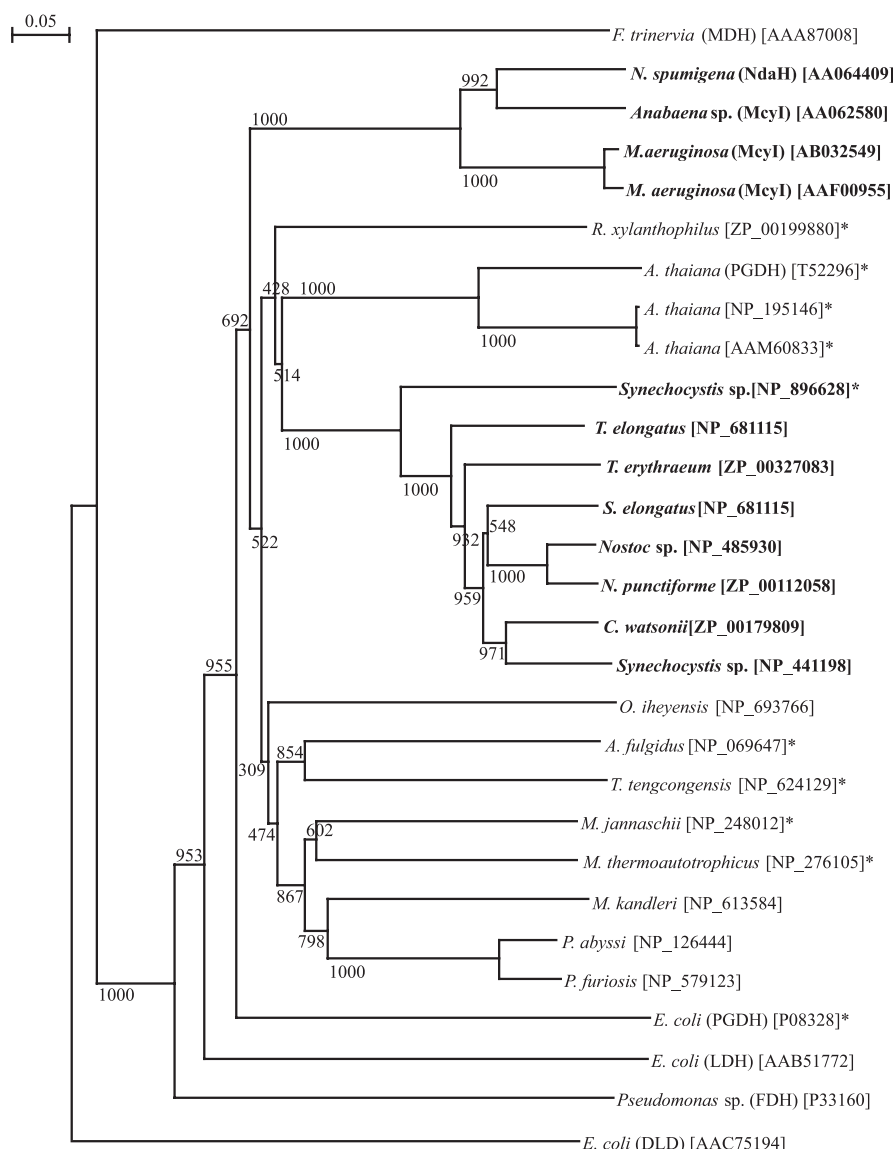 0.05
F. trinervia (MDH) [AAA87008]
992
N. spumigena (NdaH) [AA064409]
Anabaena sp. (McyI) [AA062580]
1000
M.aeruginosa (McyI) [AB032549]
1000
M. aeruginosa (McyI) [AAF00955]
R. xylanthophilus [ZP_00199880]*
A. thaiana (PGDH) [T52296]*
428
1000
A. thaiana [NP_195146]*
692
1000
A. thaiana [AAM60833]*
514
Synechocystis sp.[NP_896628]*
T. elongatus [NP_681115]
1000
T. erythraeum [ZP_00327083]
1000
S. elongatus[NP_681115]
548
932
522
Nostoc sp. [NP_485930]
1000
N. punctiforme [ZP_00112058]
959
C. watsonii[ZP_00179809]
971
955
Synechocystis sp. [NP_441198]
O. iheyensis [NP_693766]
854
A. fulgidus [NP_069647]*
309
T. tengcongensis [NP_624129]*
602
M. jannaschii [NP_248012]*
474
953
M. thermoautotrophicus [NP_276105]*
867
M. kandleri [NP_613584]
798
P. abyssi [NP_126444]
1000
P. furiosis [NP_579123]
1000
E. coli (PGDH) [P08328]*
E. coli (LDH) [AAB51772]
Pseudomonas sp. (FDH) [P33160]
E. coli (DLD) [AAC75194]